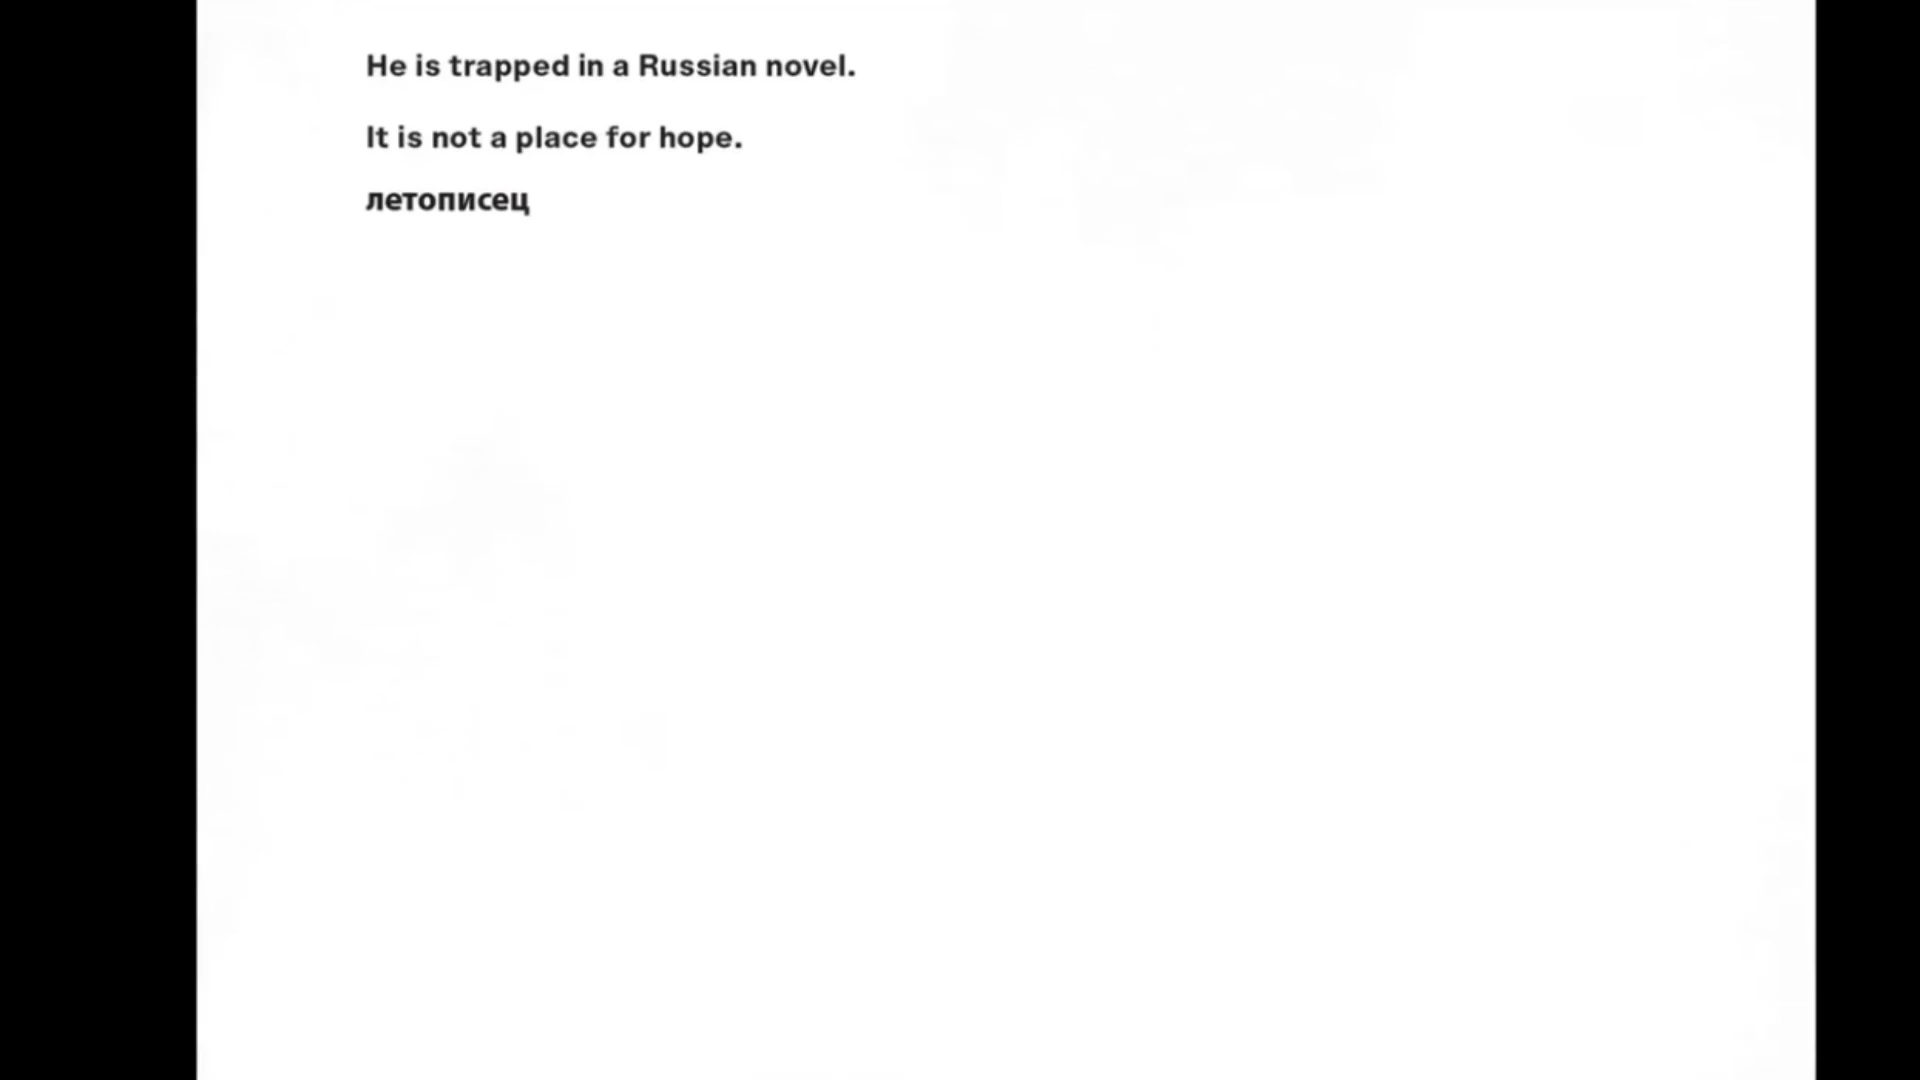 He is trapped in a Russian novel.
It is not a place for hope.
летописец